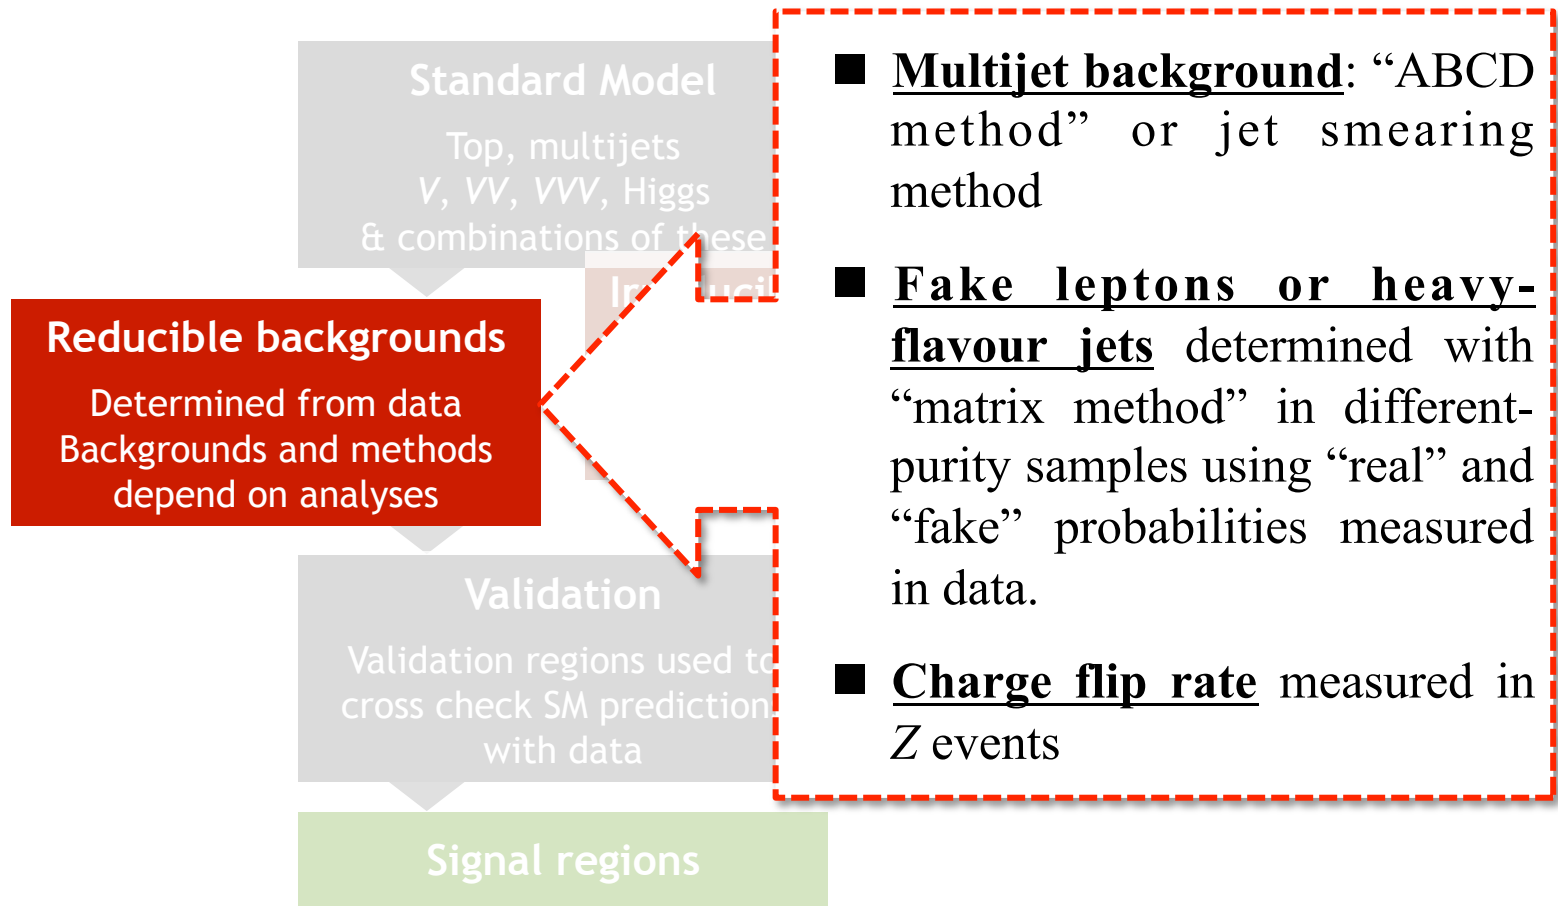 Standard Model
Top, multijets
V, VV, VVV, Higgs
& combinations of these
Reducible backgrounds
Determined from data
Backgrounds and methods
depend on analyses
Validation
Validation regions used to
cross check SM prediction
with data
Signal regions
■ Multijet background: “ABCD
method” or jet smearing
method
■ Fake leptons or heavy-
flavour jets determined with
“matrix method” in different-
purity samples using “real” and
“fake” probabilities measured
in data.
■ Charge flip rate measured in
Z events